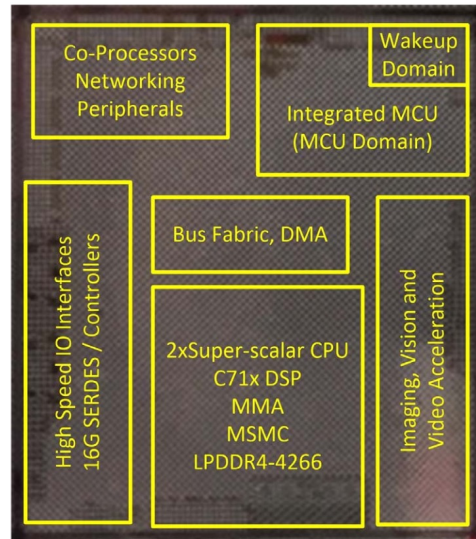 Co-Processors
Networking
Peripherals
Wakeup
Domain
Integrated MCU
(MCU Domain)
High Speed IO Interfaces
16G SERDES / Controllers
Bus Fabric, DMA
2xSuper-scalar CPU
C71x DSP
MMA
MSMC
LPDDR4-4266
Imaging, Vision and
Video Acceleration